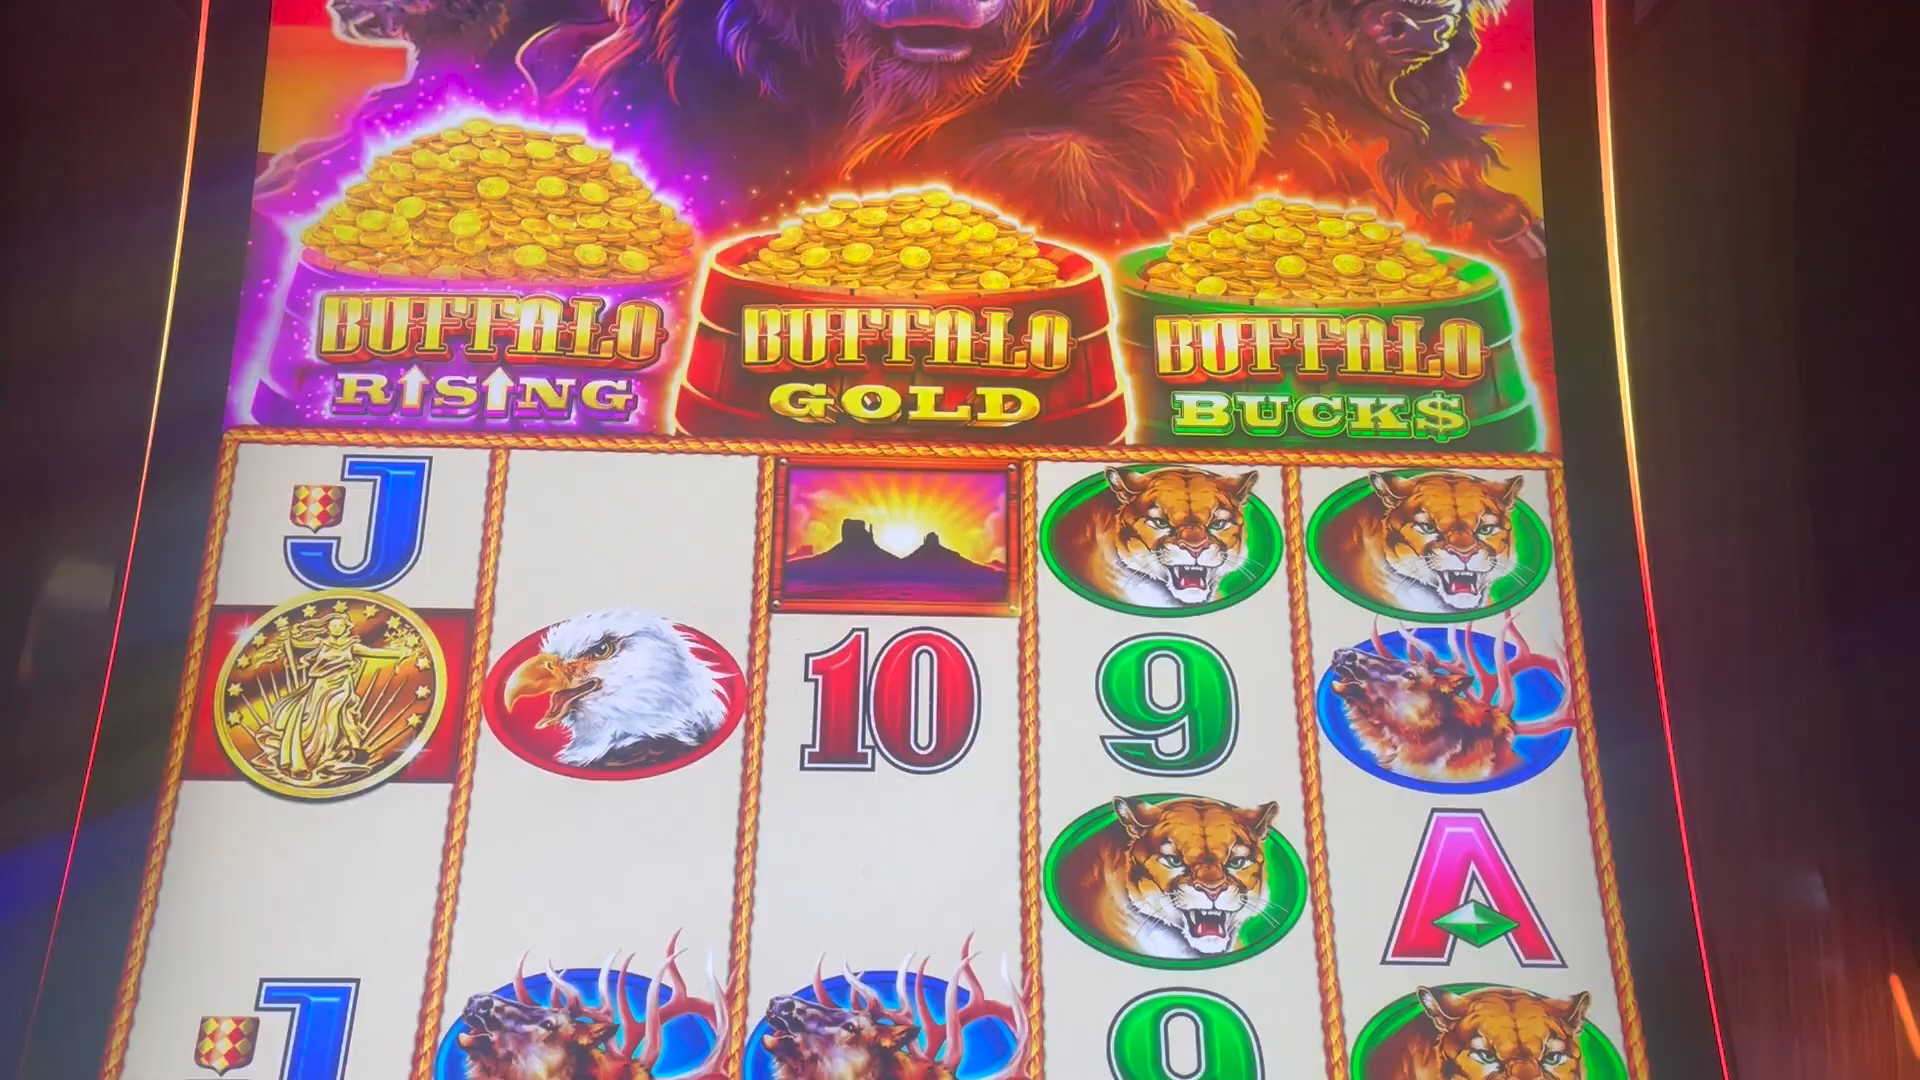 BUFFALO
RISING
BUFFALO
GOLD
BUFFALO
BUCK$
J
10
9
A
J
9